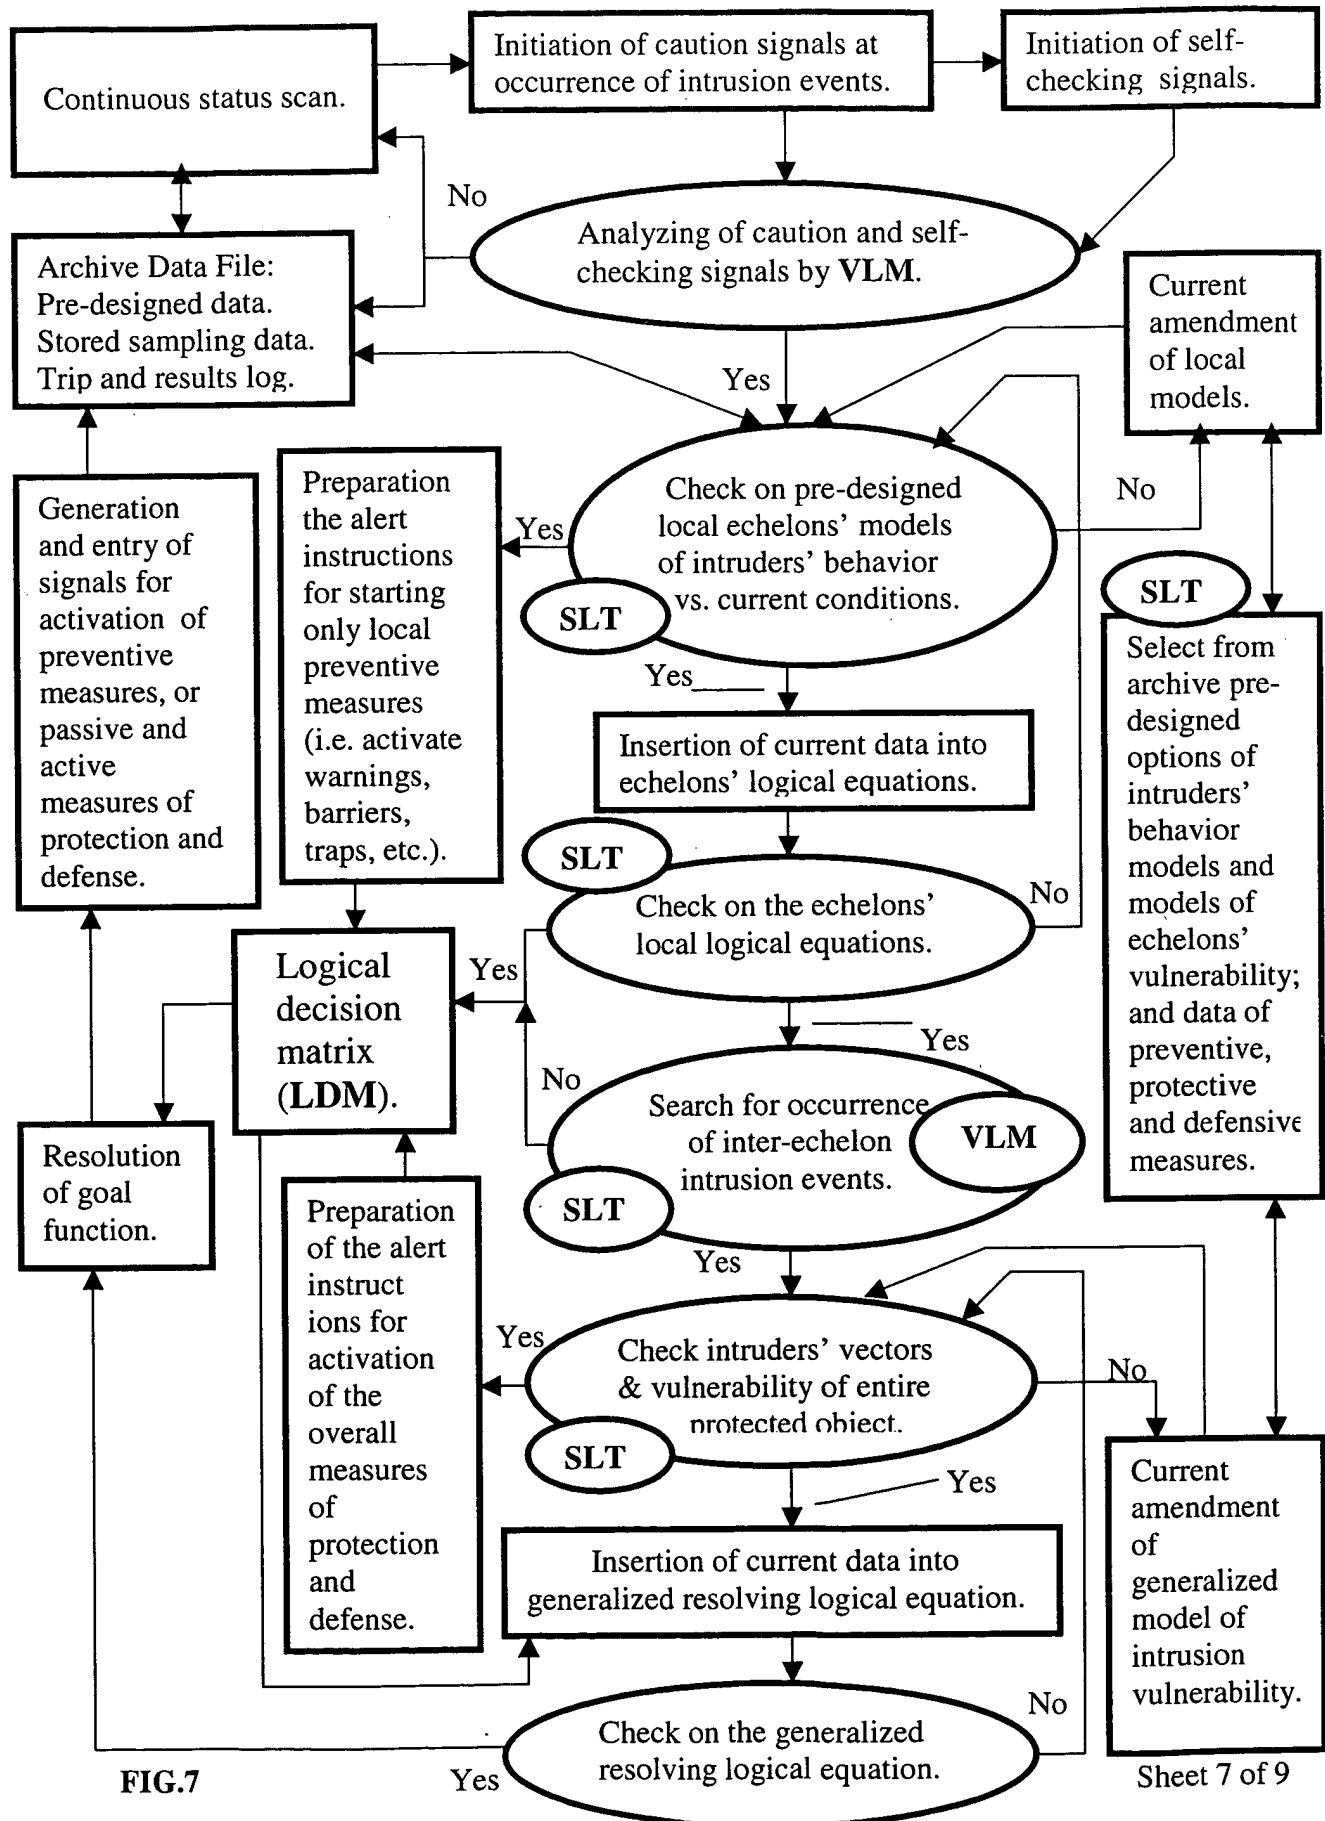 Continuous status scan.
Initiation of caution signals at
occurrence of intrusion events.
Initiation of self-
checking signals.
No
Analyzing of caution and self-
checking signals by VLM.
Archive Data File:
Pre-designed data.
Stored sampling data.
Trip and results log.
Current
amendment
of local
models.
Yes
Generation
and entry of
signals for
activation of
preventive
measures, or
passive and
active
measures of
protection and
defense.
Preparation
the alert
instructions
for starting
only local
preventive
measures
(i.e. activate
warnings,
barriers,
traps, etc.).
Yes
Check on pre-designed
local echelons' models
of intruders' behavior
vs. current conditions.
SLT
No
SLT
Select from
archive pre-
designed
options of
intruders'
behavior
models and
models of
echelons'
vulnerability;
and data of
preventive,
protective
and defensive
measures.
Yes
Insertion of current data into
echelons' logical equations.
SLT
Check on the echelons'
local logical equations.
No
Yes
Logical
decision
matrix
(LDM).
Yes
No
Search for occurrence
of inter-echelon
intrusion events.
VLM
SLT
Resolution
of goal
function.
Preparation
of the alert
instruct
ions for
activation
of the
overall
measures
of
protection
and
defense.
Yes
Yes
Check intruders' vectors
& vulnerability of entire
protected object.
SLT
No
Yes
Current
amendment
of
generalized
model of
intrusion
vulnerability.
Insertion of current data into
generalized resolving logical equation.
Check on the generalized
resolving logical equation.
No
Yes
FIG.7
Sheet 7 of 9